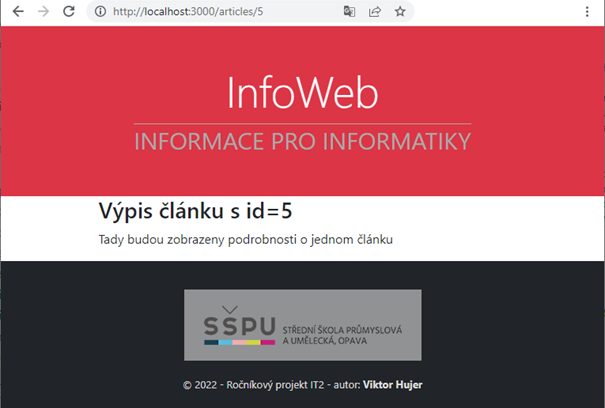 http://localhost:3000/articles/5
InfoWeb
INFORMACE PRO INFORMATIKY
Výpis článku s id=5
Tady budou zobrazeny podrobnosti o jednom článku
SŠPU STŘEDNÍ ŠKOLA PRŮMYSLOVÁ
A UMĚLECKÁ, OPAVA
© 2022 - Ročníkový projekt IT2 - autor: Viktor Hujer